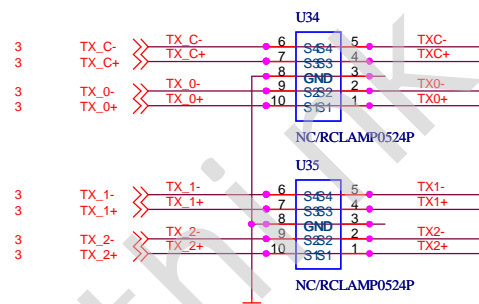 U34
3 TX_C- TX_C- 6 S4 S4 5 TXC-
3 TX_C+ TX_C+ 7 S3 S3 4 TXC+
8 GND 3
3 TX_0- TX_0- 9 S2 S2 2 TX0-
3 TX_0+ TX_0+ 10 S1 S1 1 TX0+
NC/RCLAMP0524P
U35
3 TX_1- TX_1- 6 S4 S4 5 TX1-
3 TX_1+ TX_1+ 7 S3 S3 4 TX1+
8 GND 3
3 TX_2- TX_2- 9 S2 S2 2 TX2-
3 TX_2+ TX_2+ 10 S1 S1 1 TX2+
NC/RCLAMP0524P
think